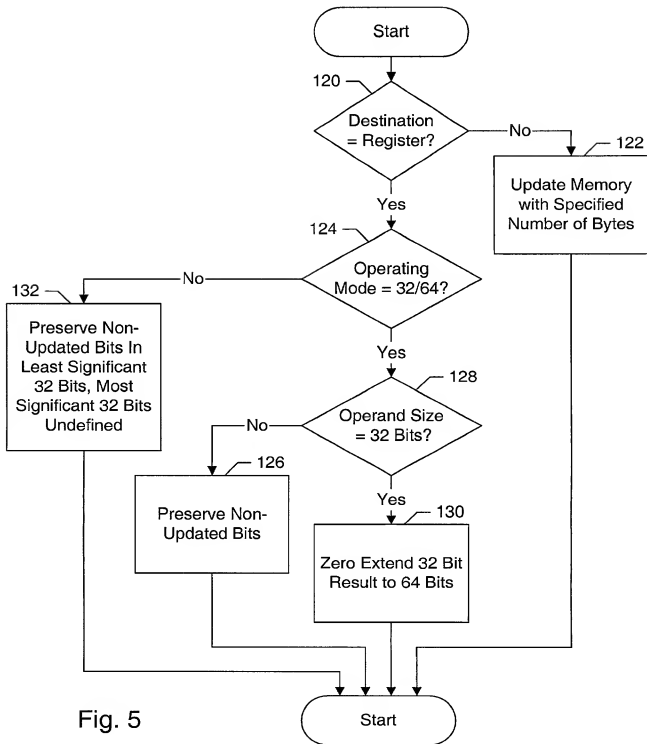 Start
120
Destination
= Register?
No
122
Update Memory
with Specified
Number of Bytes
Yes
124
Operating
Mode = 32/64?
No
132
Preserve Non-
Updated Bits In
Least Significant
32 Bits, Most
Significant 32 Bits
Undefined
Yes
128
Operand Size
= 32 Bits?
No
126
Preserve Non-
Updated Bits
Yes
130
Zero Extend 32 Bit
Result to 64 Bits
Start
Fig. 5